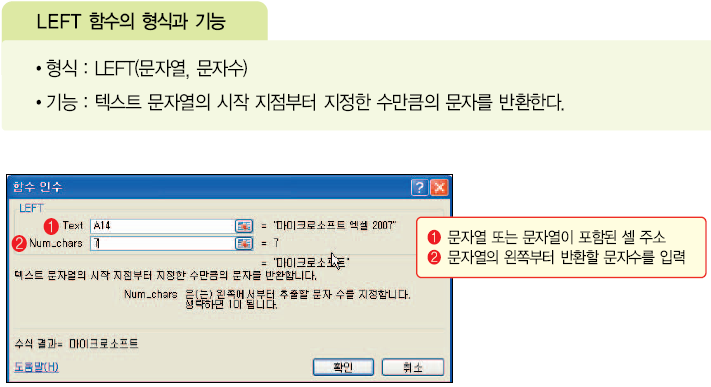 LEFT 함수의 형식과 기능
• 형식 : LEFT(문자열, 문자수)
• 기능 : 텍스트 문자열의 시작 지점부터 지정한 수만큼의 문자를 반환한다.
함수 인수
LEFT
❶ Text A14 = "마이크로소프트 엑셀 2007"
❷ Num_chars 7 = 7
= "마이크로소프트"
텍스트 문자열의 시작 지점부터 지정한 수만큼의 문자를 반환합니다.
Num_chars 은(는) 왼쪽에서부터 추출할 문자 수를 지정합니다.
생략하면 1이 됩니다.
수식 결과= 마이크로소프트
도움말(H)
확인
취소
❶ 문자열 또는 문자열이 포함된 셀 주소
❷ 문자열의 왼쪽부터 반환할 문자수를 입력